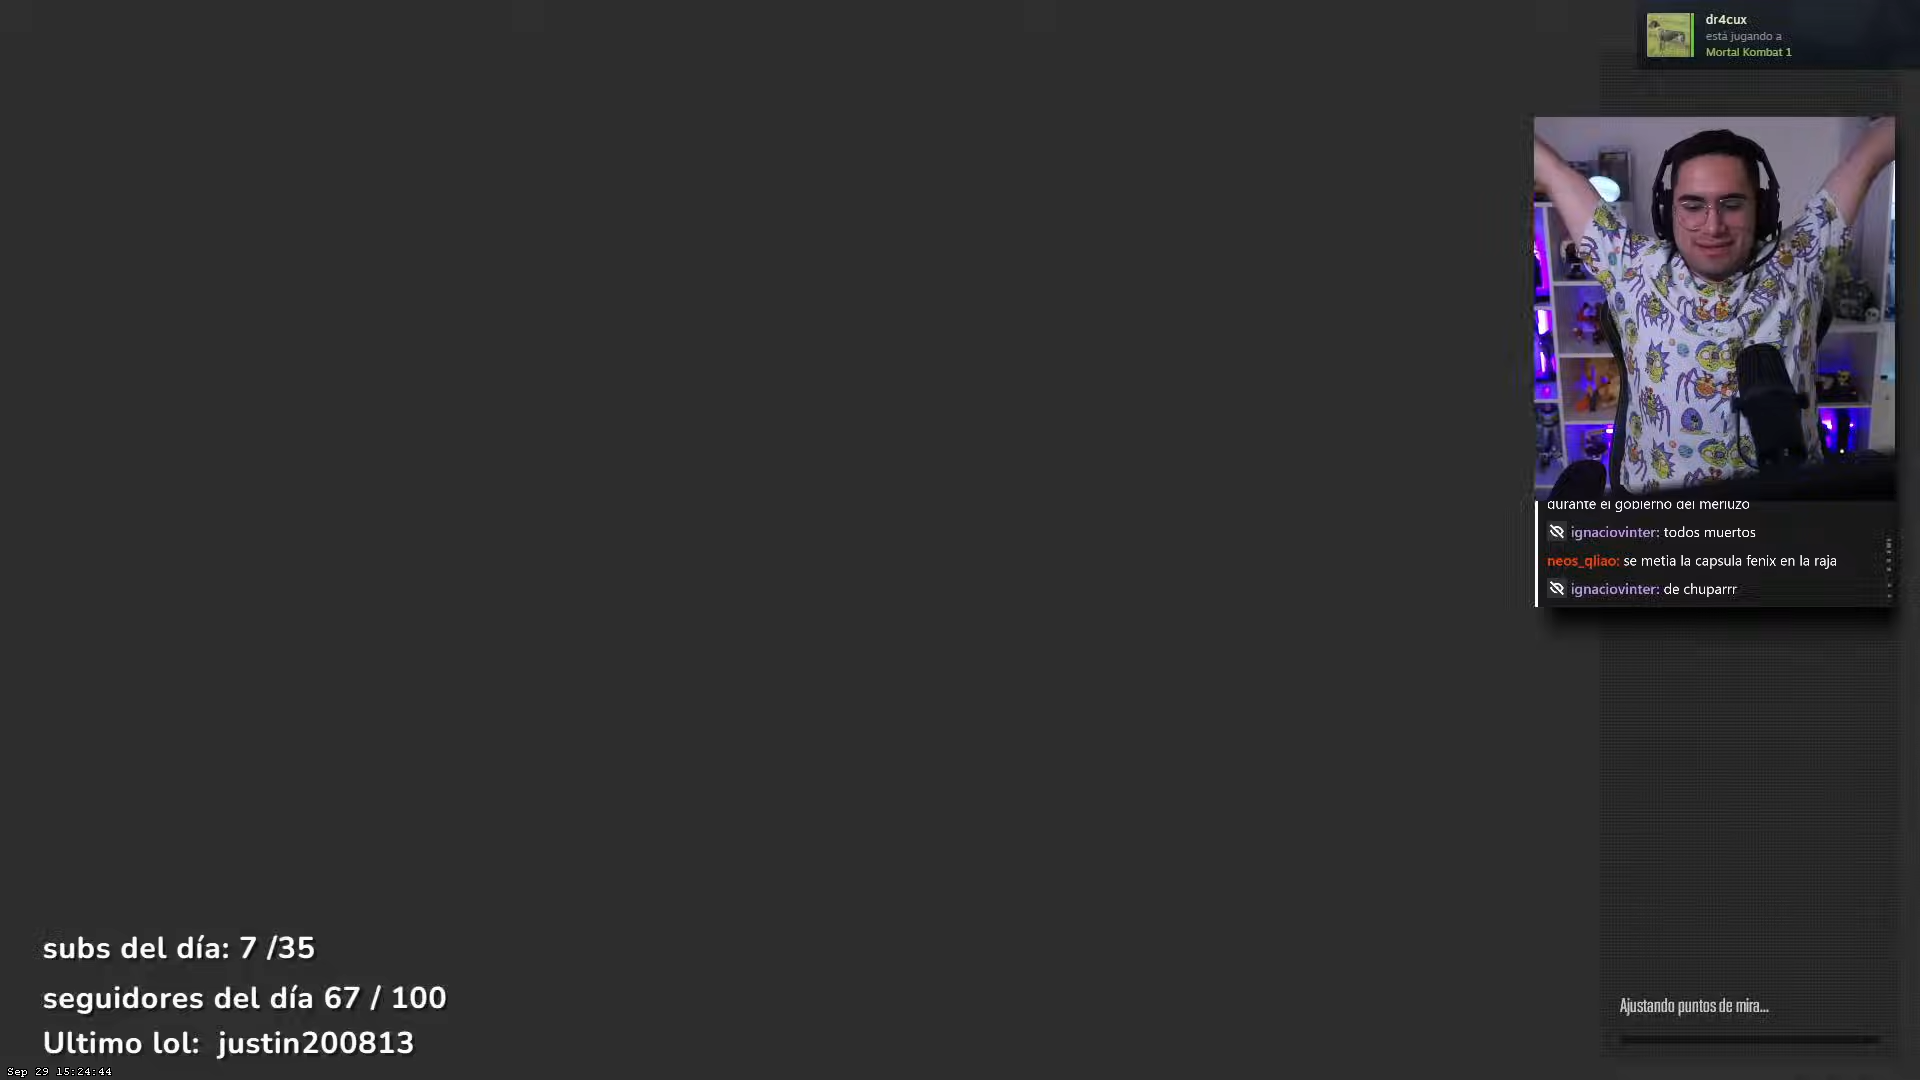 dr4cux
está jugando a
Mortal Kombat 1
durante el gobierno del merluzo
ignaciovinter: todos muertos
neos_qliao: se metia la capsula fenix en la raja
ignaciovinter: de chuparrr
subs del día: 7 /35
seguidores del día 67 / 100
Ultimo lol: justin200813
Ajustando puntos de mira...
Sep 29 15:24:44